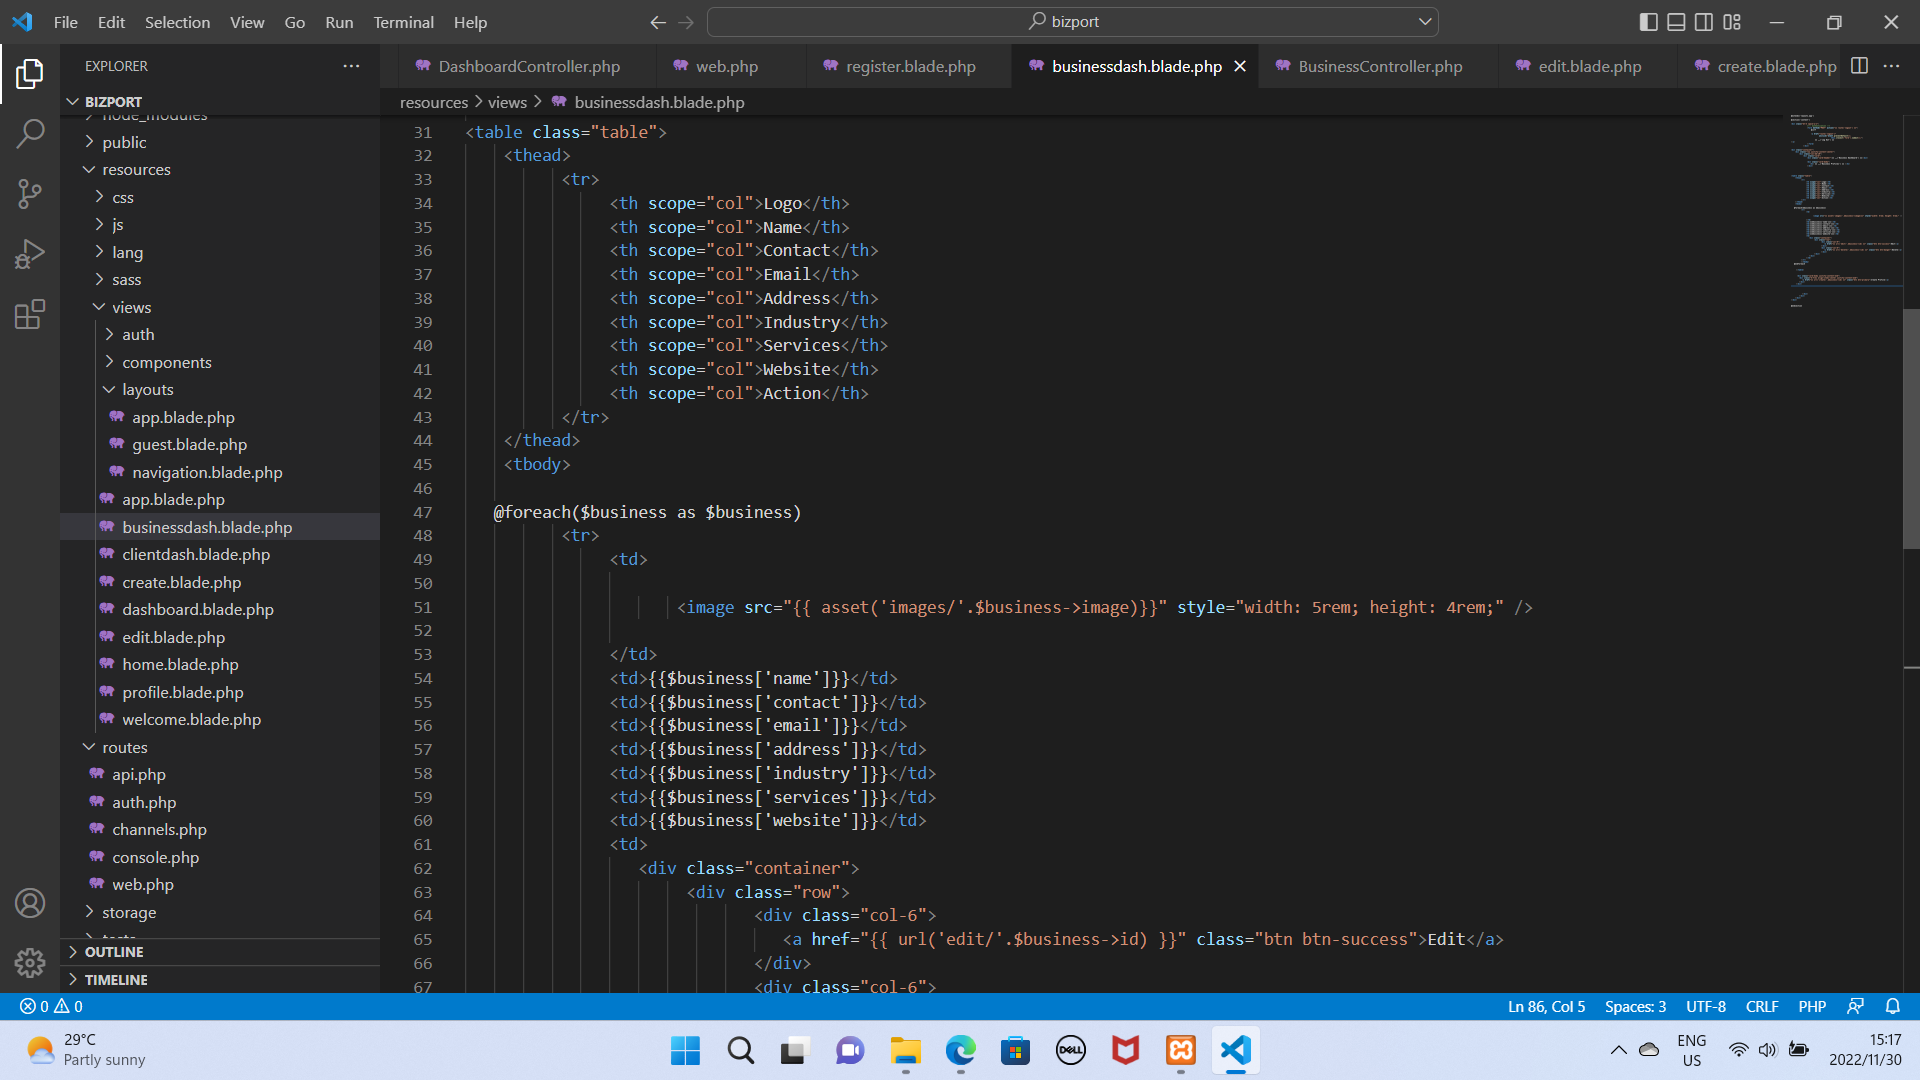 File Edit Selection View Go Run Terminal Help
bizport
EXPLORER
DashboardController.php
web.php
register.blade.php
businessdash.blade.php
BusinessController.php
edit.blade.php
create.blade.php
resources > views > businessdash.blade.php
BIZPORT
node_modules
public
resources
css
js
lang
sass
views
auth
components
layouts
app.blade.php
guest.blade.php
navigation.blade.php
app.blade.php
businessdash.blade.php
clientdash.blade.php
create.blade.php
dashboard.blade.php
edit.blade.php
home.blade.php
profile.blade.php
welcome.blade.php
routes
api.php
auth.php
channels.php
console.php
web.php
storage
OUTLINE
TIMELINE
31 <table class="table">
32 <thead>
33 <tr>
34 <th scope="col">Logo</th>
35 <th scope="col">Name</th>
36 <th scope="col">Contact</th>
37 <th scope="col">Email</th>
38 <th scope="col">Address</th>
39 <th scope="col">Industry</th>
40 <th scope="col">Services</th>
41 <th scope="col">Website</th>
42 <th scope="col">Action</th>
43 </tr>
44 </thead>
45 <tbody>
46
47 @foreach($business as $business)
48 <tr>
49 <td>
50
51 <image src="{{ asset('images/'.$business->image)}}" style="width: 5rem; height: 4rem;" />
52
53 </td>
54 <td>{{$business['name']}}</td>
55 <td>{{$business['contact']}}</td>
56 <td>{{$business['email']}}</td>
57 <td>{{$business['address']}}</td>
58 <td>{{$business['industry']}}</td>
59 <td>{{$business['services']}}</td>
60 <td>{{$business['website']}}</td>
61 <td>
62 <div class="container">
63 <div class="row">
64 <div class="col-6">
65 <a href="{{ url('edit/'.$business->id) }}" class="btn btn-success">Edit</a>
66 </div>
67 <div class="col-6">
0 0
Ln 86, Col 5 Spaces: 3 UTF-8 CRLF PHP
29°C
Partly sunny
DELL
ENG
US
15:17
2022/11/30